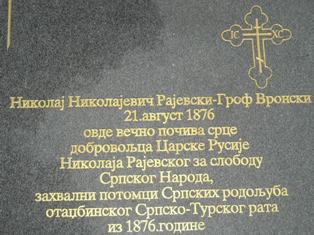 IC XC
Николај Николајевич Рајевски-Гроф Вронски
21.август 1876
овде вечно почива срце
добровољца Царске Русије
Николаја Рајевског за слободу
Српског Народа,
захвални потомци Српских родољуба
отаџбинског Српско-Турског рата
из 1876.године